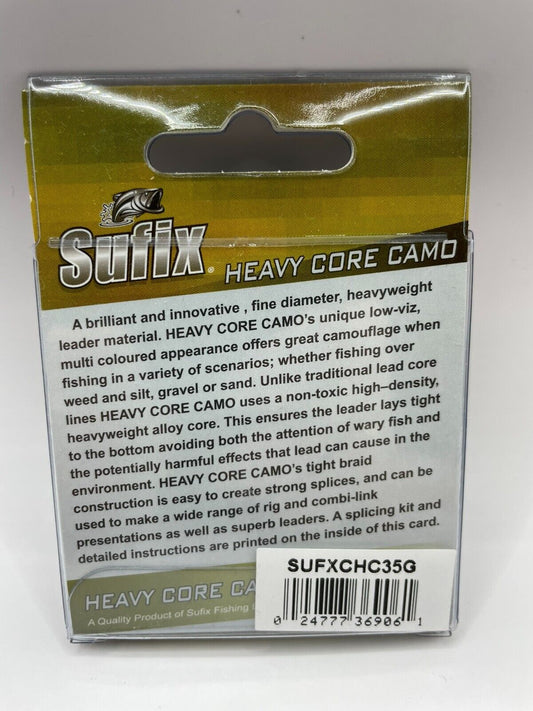 Sufix®
HEAVY CORE CAMO
A brilliant and innovative , fine diameter, heavyweight
leader material. HEAVY CORE CAMO's unique low-viz,
multi coloured appearance offers great camouflage when
fishing in a variety of scenarios; whether fishing over
weed and silt, gravel or sand. Unlike traditional lead core
lines HEAVY CORE CAMO uses a non-toxic high–density,
heavyweight alloy core. This ensures the leader lays tight
to the bottom avoiding both the attention of wary fish and
the potentially harmful effects that lead can cause in the
environment. HEAVY CORE CAMO's tight braid
construction is easy to create strong splices, and can be
used to make a wide range of rig and combi-link
presentations as well as superb leaders. A splicing kit and
detailed instructions are printed on the inside of this card.
SUFXCHC35G
HEAVY CORE CA
A Quality Product of Sufix Fishing
0 24777 36906 1